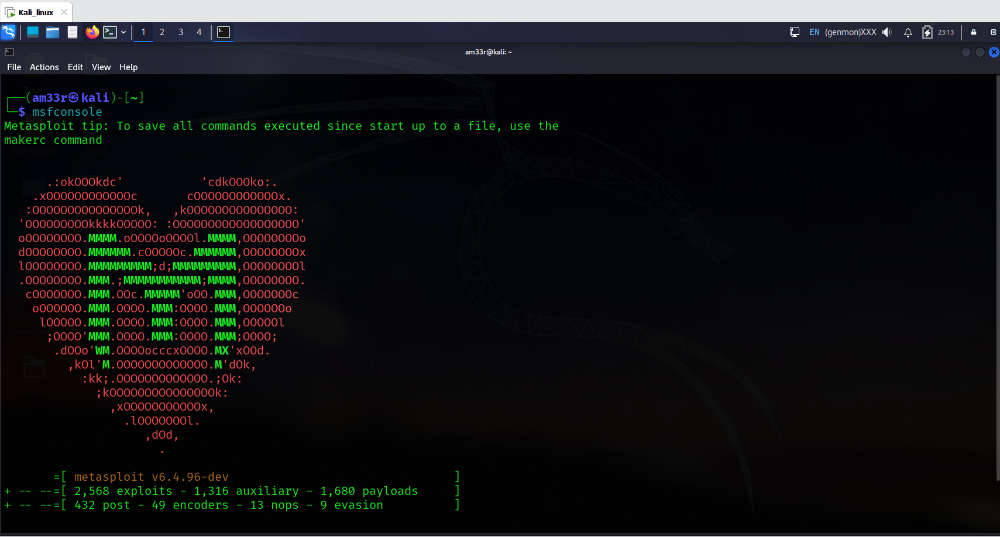 Kali_linux
1 2 3 4 EN (genmon)XXX 23:13
am33r@kali: ~
File Actions Edit View Help
┌──(am33r㉿kali)-[~]
└─$ msfconsole
Metasploit tip: To save all commands executed since start up to a file, use the
makerc command
File System note3
.:okOOOkdc' 'cdkOOOko:.
.xOOOOOOOOOOOOc cOOOOOOOOOOOOx.
:OOOOOOOOOOOOOOOk, ,kOOOOOOOOOOOOOOO:
'OOOOOOOOOkkkkOOOOO: :OOOOOOOOOOOOOOOOOO'
oOOOOOOOO.MMMM.oOOOOoOOOOl.MMMM,OOOOOOOOo
dOOOOOOOO.MMMMMM.cOOOOOc.MMMMMM,OOOOOOOOx
lOOOOOOOO.MMMMMMMMM;d;MMMMMMMMM,OOOOOOOOl
.OOOOOOOO.MMM.;MMMMMMMMMMM;MMMM,OOOOOOOO.
cOOOOOOO.MMM.OOc.MMMMM'oOO.MMM,OOOOOOOc
oOOOOOO.MMM.OOOO.MMM:OOOO.MMM,OOOOOOo
lOOOOO.MMM.OOOO.MMM:OOOO.MMM,OOOOOl
;OOOO'MMM.OOOO.MMM:OOOO.MMM;OOOO;
.dOOo'WM.OOOOocccxOOOO.MX'xOOd.
,kOl'M.OOOOOOOOOOOOO.M'dOk,
:kk;.OOOOOOOOOOOOO.;Ok:
;kOOOOOOOOOOOOOOOk:
,xOOOOOOOOOOOx,
.lOOOOOOOl.
,dOd,
.
Bandit
=[ metasploit v6.4.96-dev ]
+ -- --=[ 2,568 exploits - 1,316 auxiliary - 1,680 payloads ]
+ -- --=[ 432 post - 49 encoders - 13 nops - 9 evasion ]